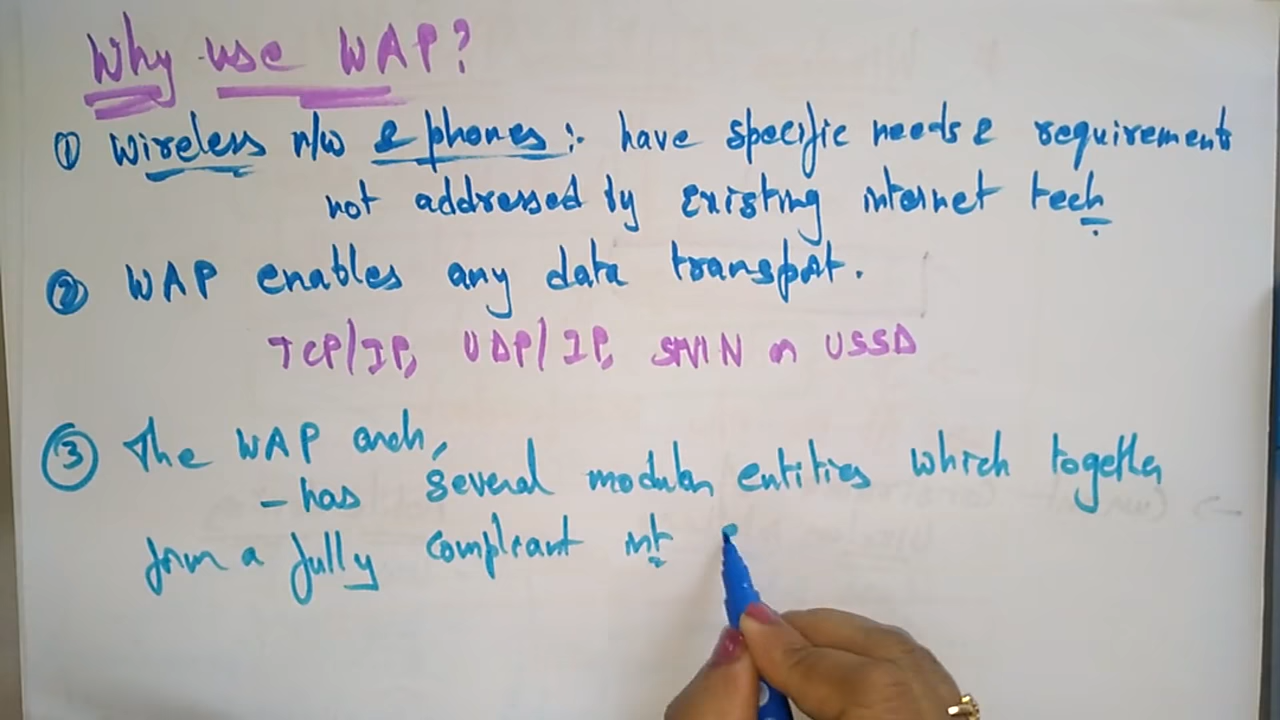 Why use WAP?
① Wireless n/w & phones :- have specific needs & requirements
not addressed by existing internet tech.
② WAP enables any data transport.
TCP/IP, UDP/IP, or USSD
③ The WAP arch,
- has several modular entities which together
form a fully compliant int